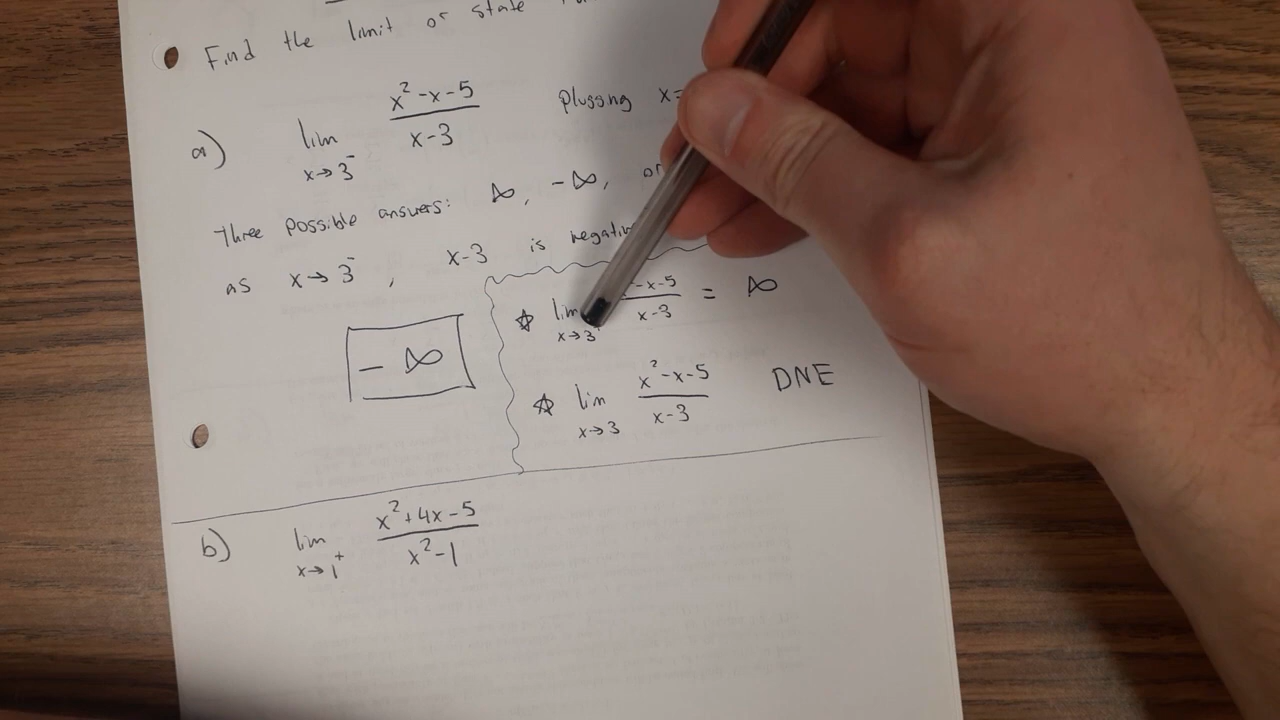 Find the limit or state
a) lim x→3⁻ (x²-x-5)/(x-3) plugging x=
Three possible answers: ∞, -∞, or
as x→3⁻, x-3 is
-∞
☆ lim x→3⁺ -x-5/(x-3) = ∞
☆ lim x→3 (x²-x-5)/(x-3) DNE
b) lim x→1⁺ (x²+4x-5)/(x²-1)